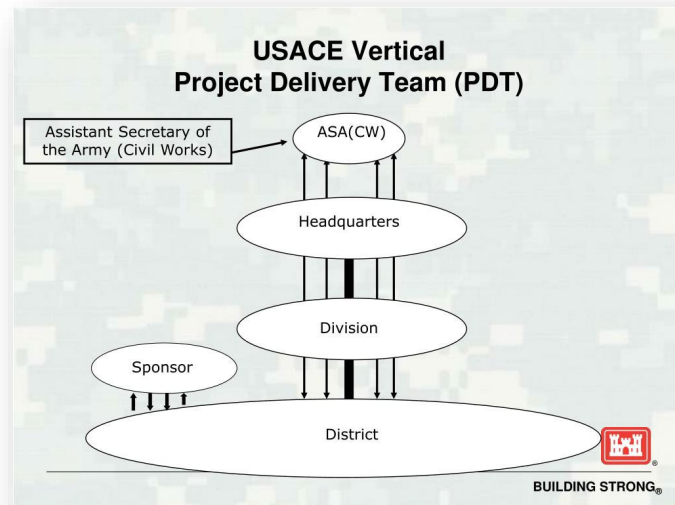 USACE Vertical
Project Delivery Team (PDT)
Assistant Secretary of
the Army (Civil Works)
ASA(CW)
Headquarters
Division
Sponsor
District
®
BUILDING STRONG®